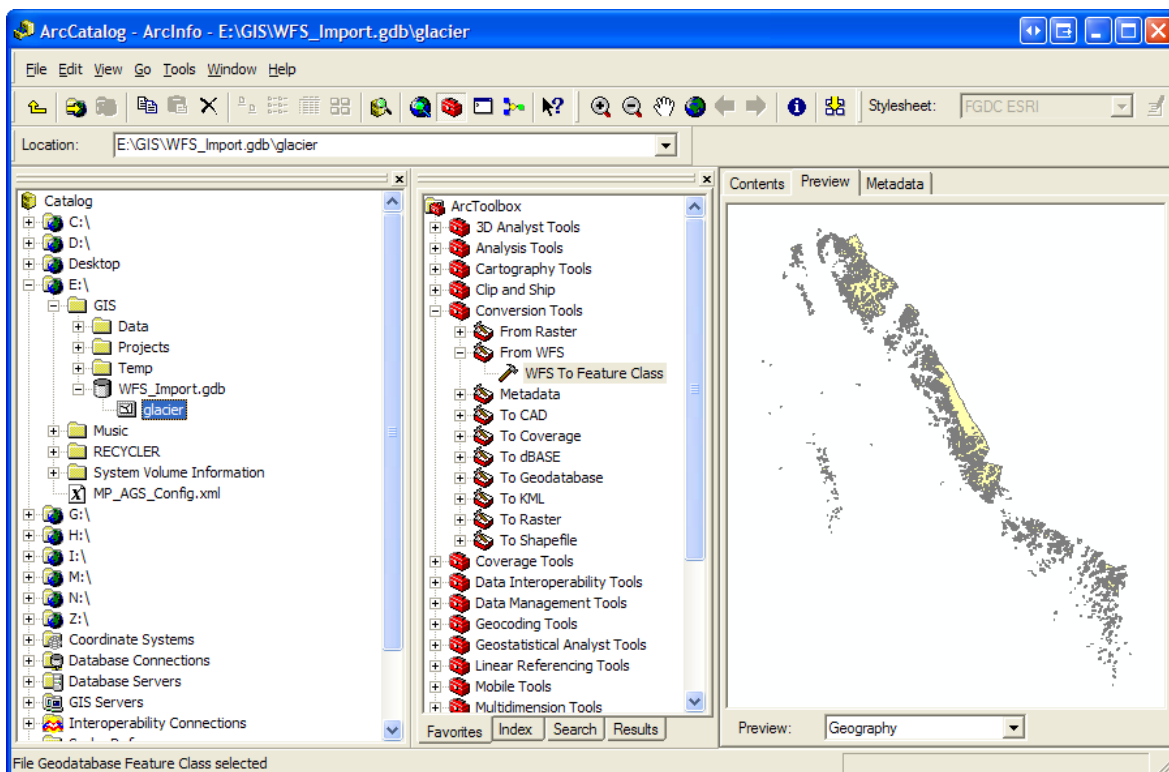 ArcCatalog - ArcInfo - E:\GIS\WFS_Import.gdb\glacier
File Edit View Go Tools Window Help
Stylesheet: FGDC ESRI
Location: E:\GIS\WFS_Import.gdb\glacier
Catalog
C:\
D:\
Desktop
E:\
GIS
Data
Projects
Temp
WFS_Import.gdb
glacier
Music
RECYCLER
System Volume Information
MP_AGS_Config.xml
G:\
H:\
I:\
M:\
N:\
Z:\
Coordinate Systems
Database Connections
Database Servers
GIS Servers
Interoperability Connections
ArcToolbox
3D Analyst Tools
Analysis Tools
Cartography Tools
Clip and Ship
Conversion Tools
From Raster
From WFS
WFS To Feature Class
Metadata
To CAD
To Coverage
To dBASE
To Geodatabase
To KML
To Raster
To Shapefile
Coverage Tools
Data Interoperability Tools
Data Management Tools
Geocoding Tools
Geostatistical Analyst Tools
Linear Referencing Tools
Mobile Tools
Multidimension Tools
Favorites Index Search Results
Contents Preview Metadata
Preview: Geography
File Geodatabase Feature Class selected